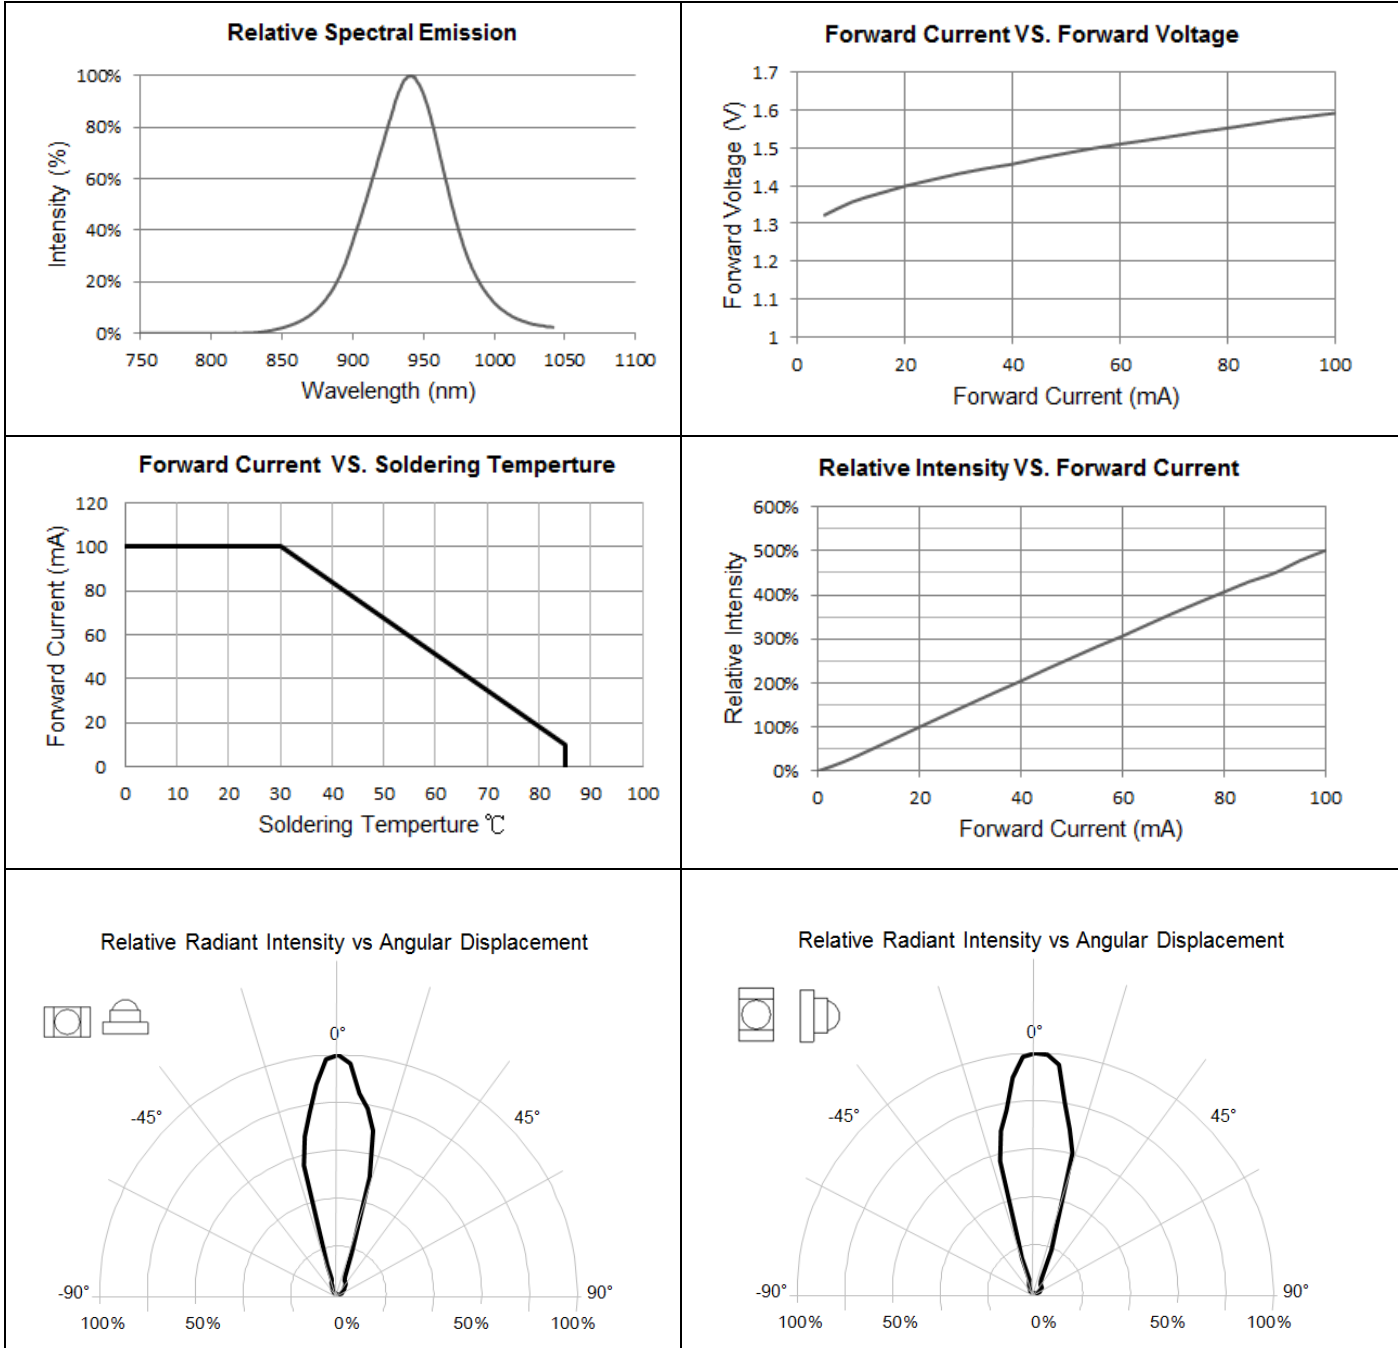 Relative Spectral Emission
Intensity (%)
100%
80%
60%
40%
20%
0%
750 800 850 900 950 1000 1050 1100
Wavelength (nm)
Forward Current VS. Forward Voltage
Forward Voltage (V)
1.7
1.6
1.5
1.4
1.3
1.2
1.1
1
0 20 40 60 80 100
Forward Current (mA)
Forward Current VS. Soldering Temperture
Forward Current (mA)
120
100
80
60
40
20
0
0 10 20 30 40 50 60 70 80 90 100
Soldering Temperture ℃
Relative Intensity VS. Forward Current
Relative Intensity
600%
500%
400%
300%
200%
100%
0%
0 20 40 60 80 100
Forward Current (mA)
Relative Radiant Intensity vs Angular Displacement
0°
-45° 45°
-90° 90°
100% 50% 0% 50% 100%
Relative Radiant Intensity vs Angular Displacement
0°
-45° 45°
-90° 90°
100% 50% 0% 50% 100%